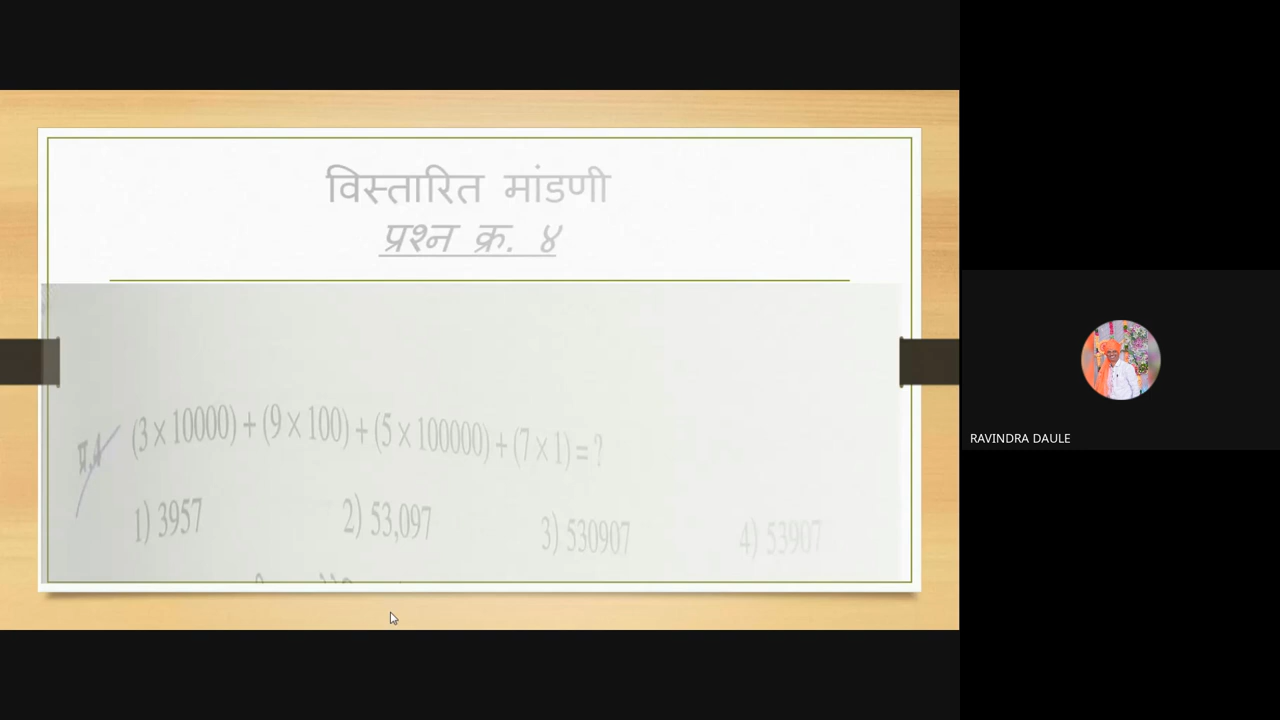 विस्तारित मांडणी
प्रश्न क्र. ४
प्र.४ (3 × 10000) + (9 × 100) + (5 × 100000) + (7 × 1) = ?
1) 3957 2) 53,097 3) 530907 4) 53907
RAVINDRA DAULE